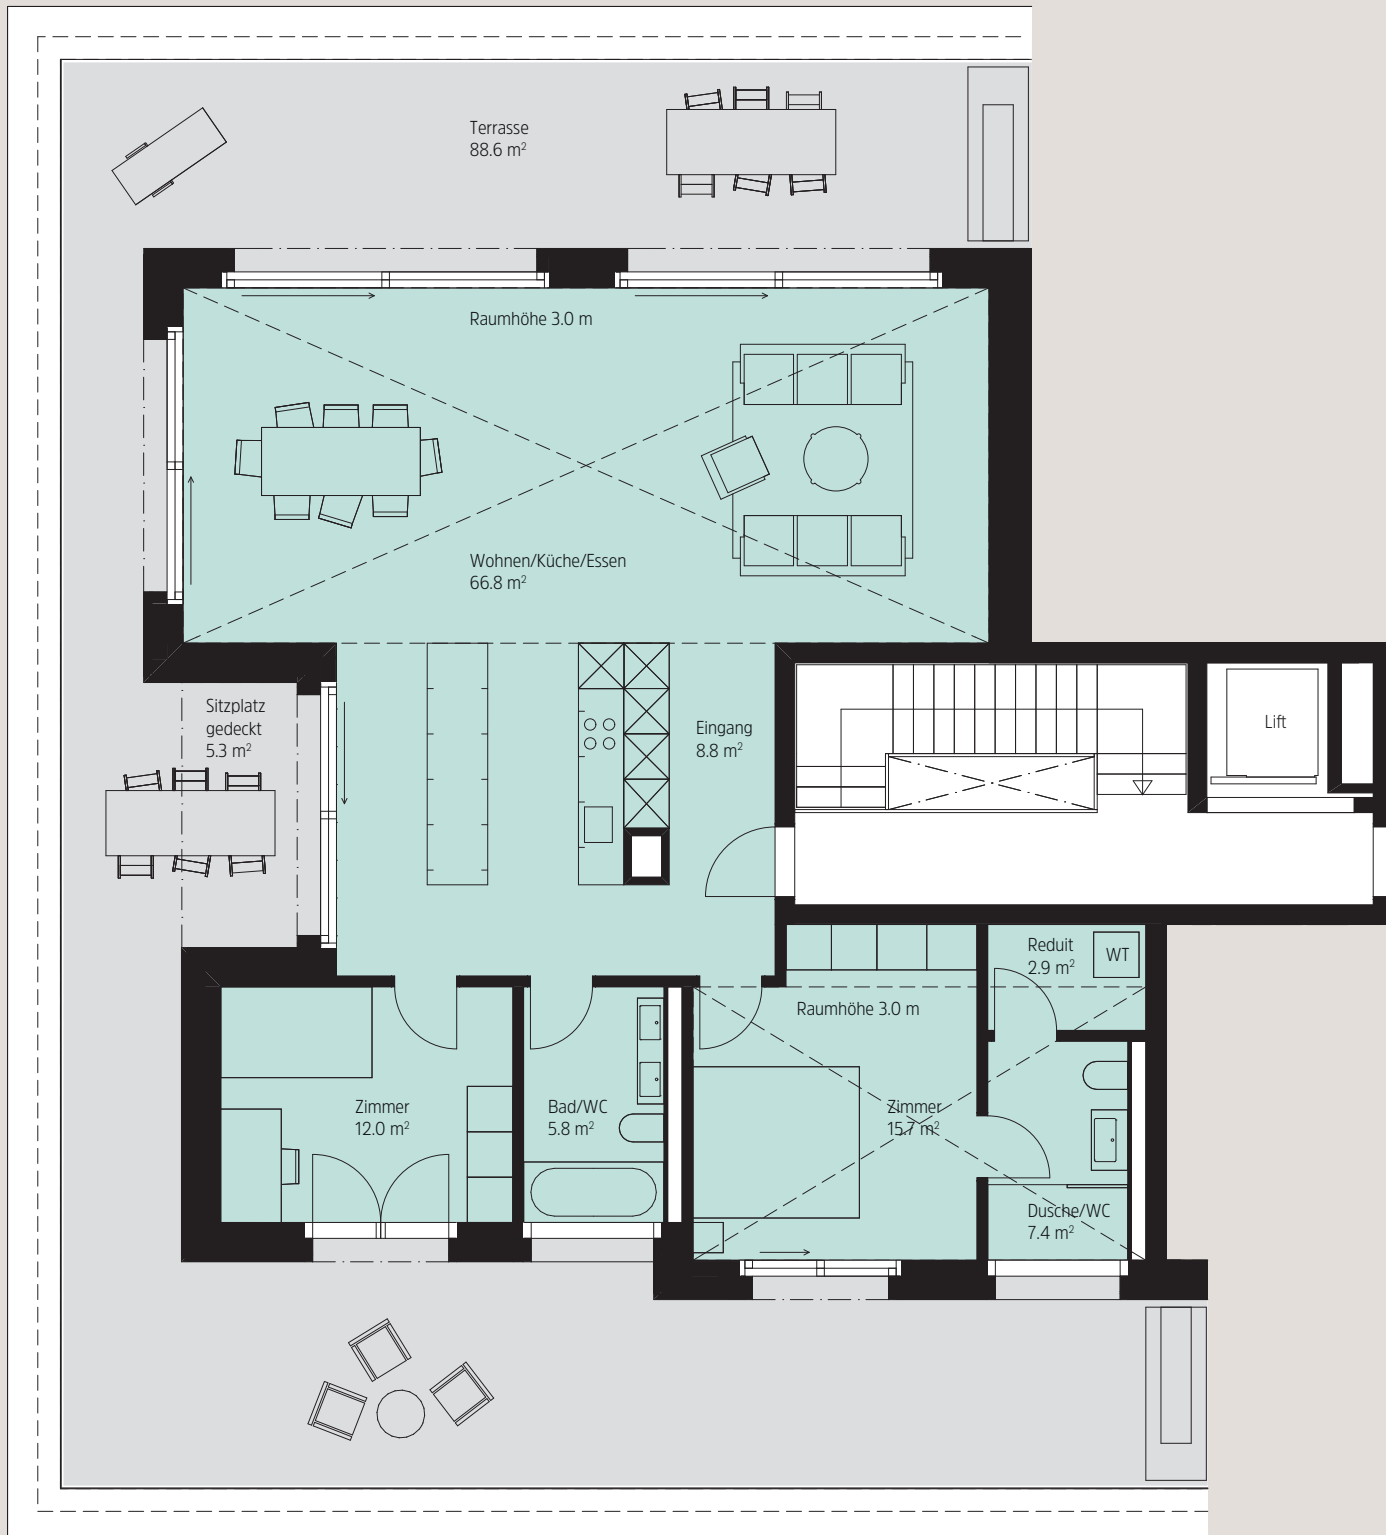 Terrasse
88.6 m²
Raumhöhe 3.0 m
Wohnen/Küche/Essen
66.8 m²
Sitzplatz
gedeckt
5.3 m²
Eingang
8.8 m²
Lift
Reduit
2.9 m²
WT
Raumhöhe 3.0 m
Zimmer
12.0 m²
Bad/WC
5.8 m²
Zimmer
15.7 m²
Dusche/WC
7.4 m²